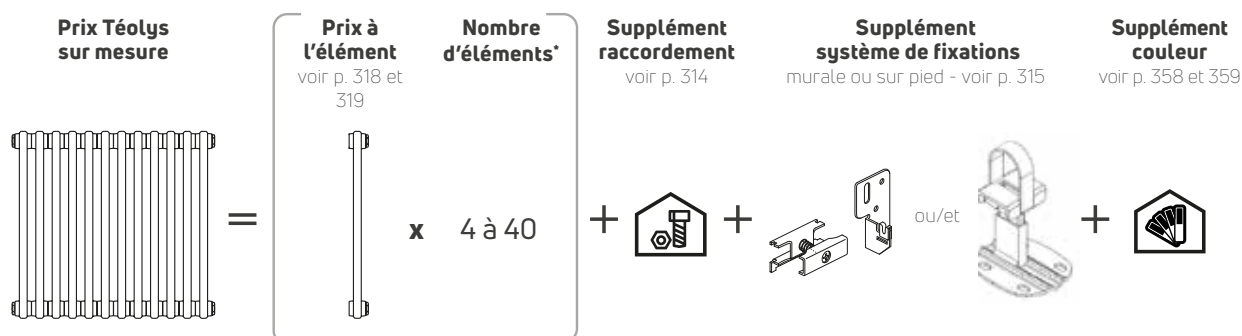 Prix Téolys
sur mesure
Prix à
l'élément
voir p. 318 et
319
Nombre
d'éléments*
Supplément
raccordement
voir p. 314
Supplément
système de fixations
murale ou sur pied - voir p. 315
Supplément
couleur
voir p. 358 et 359
=
x
4 à 40
+
+
ou/et
+